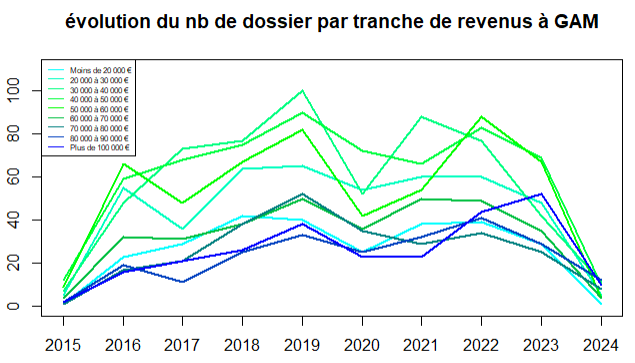 évolution du nb de dossier par tranche de revenus à GAM
Moins de 20 000 €
20 000 à 30 000 €
30 000 à 40 000 €
40 000 à 50 000 €
50 000 à 60 000 €
60 000 à 70 000 €
70 000 à 80 000 €
80 000 à 90 000 €
Plus de 100 000 €
100
80
60
40
20
0
2015 2016 2017 2018 2019 2020 2021 2022 2023 2024